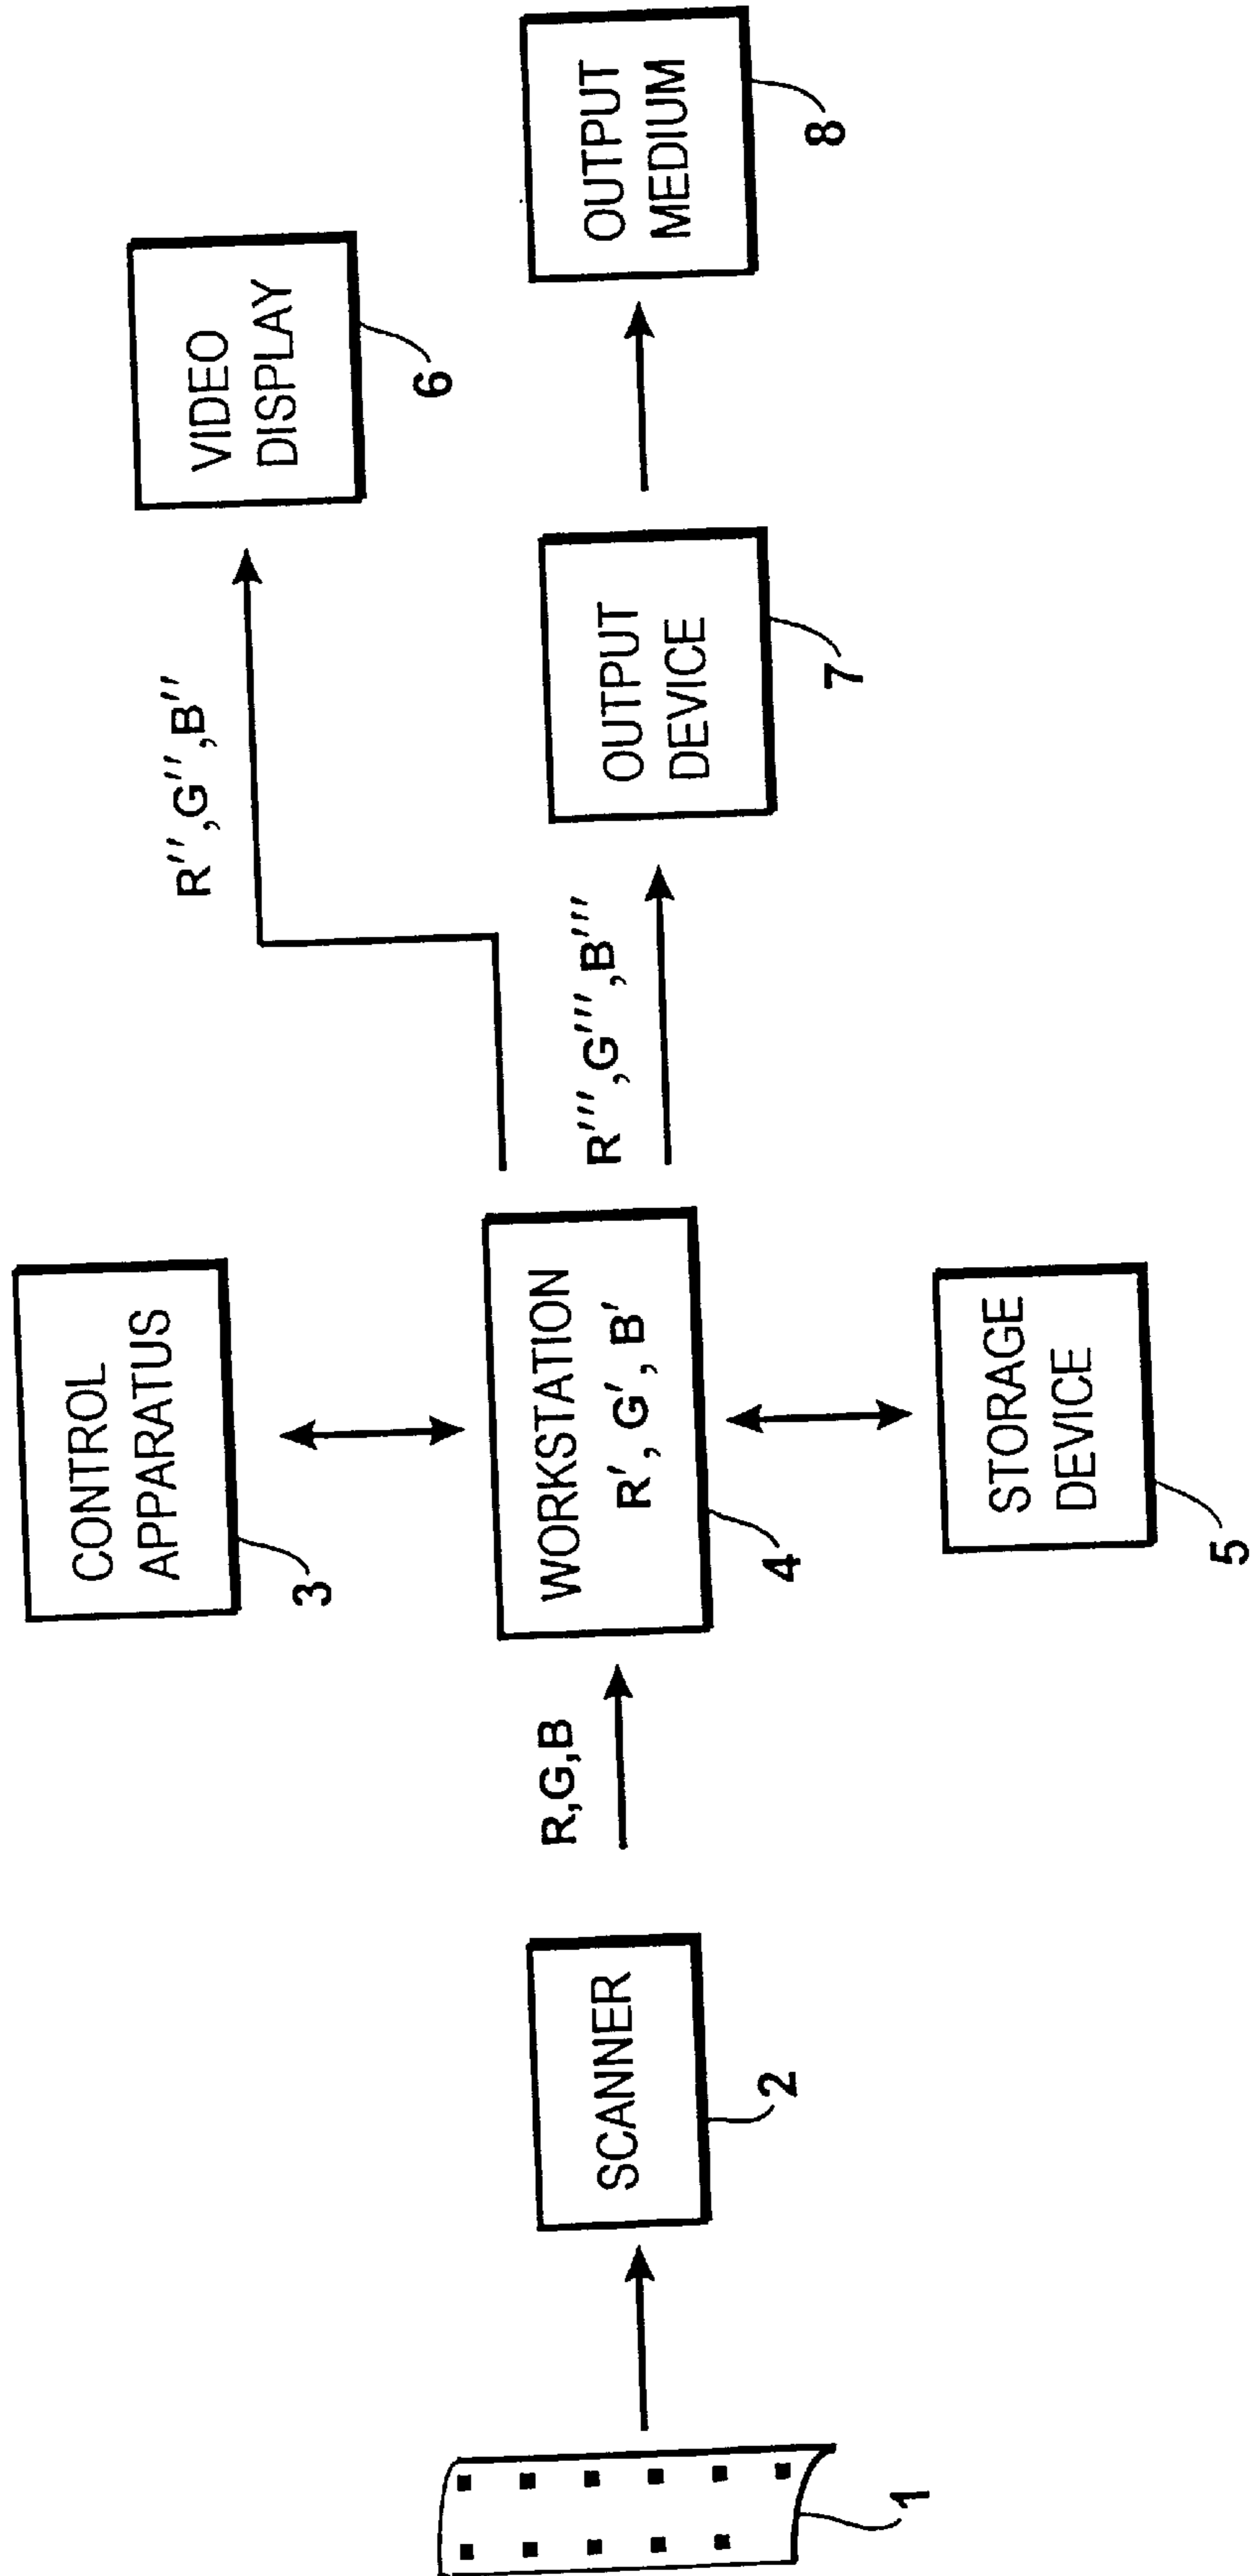 1
SCANNER
2
R,G,B
CONTROL
APPARATUS
3
WORKSTATION
R', G', B'
4
STORAGE
DEVICE
5
R'',G'',B''
VIDEO
DISPLAY
6
R''',G''',B'''
OUTPUT
DEVICE
7
OUTPUT
MEDIUM
8